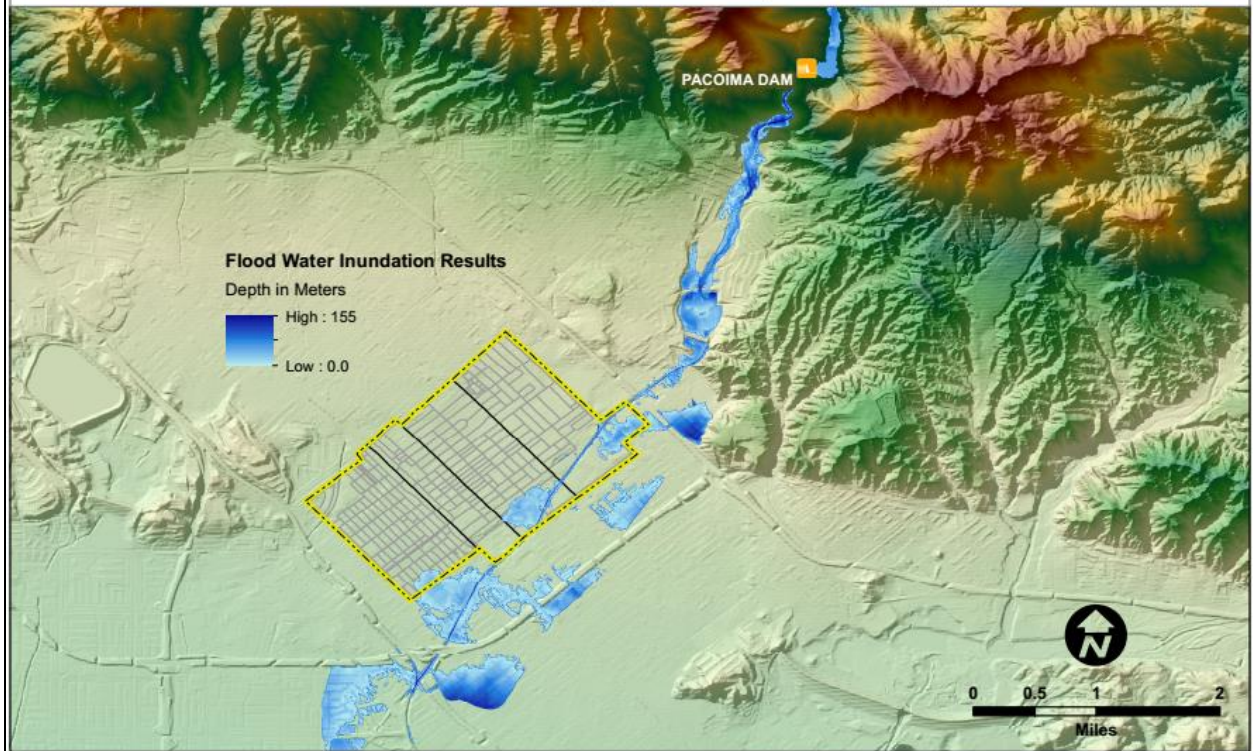 PACOIMA DAM
Flood Water Inundation Results
Depth in Meters
High : 155
Low : 0.0
N
0 0.5 1 2
Miles